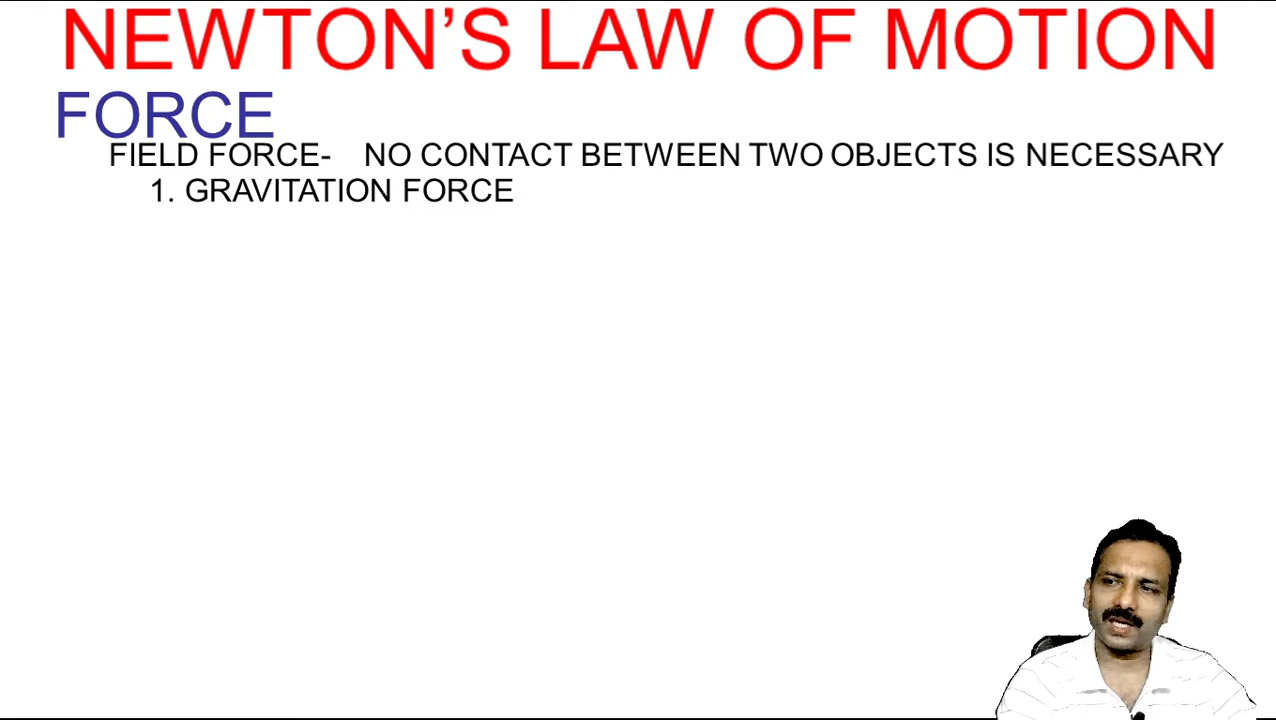 NEWTON’S LAW OF MOTION
FORCE
FIELD FORCE- NO CONTACT BETWEEN TWO OBJECTS IS NECESSARY
1. GRAVITATION FORCE